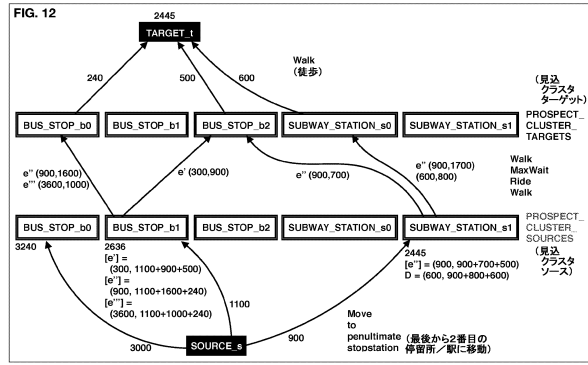 FIG. 12
2445
TARGET_t
Walk
(徒歩)
240
500
600
(見込
クラスタ
ターゲット)
PROSPECT_
CLUSTER_
TARGETS
BUS_STOP_b0
BUS_STOP_b1
BUS_STOP_b2
SUBWAY_STATION_s0
SUBWAY_STATION_s1
e'' (900,1600)
e''' (3600,1000)
e' (300,900)
e'' (900,700)
e'' (900,1700)
(600,800)
Walk
MaxWait
Ride
Walk
BUS_STOP_b0
BUS_STOP_b1
BUS_STOP_b2
SUBWAY_STATION_s0
SUBWAY_STATION_s1
PROSPECT_
CLUSTER_
SOURCES
(見込
クラスタ
ソース)
3240
2636
[e'] =
(300, 1100+900+500)
[e''] =
(900, 1100+1600+240)
[e'''] =
(3600, 1100+1000+240)
2445
[e''] = (900, 900+700+500)
D = (600, 900+800+600)
1100
3000
900
SOURCE_s
Move
to
penultimate
stopstation
(最後から2番目の
停留所／駅に移動)